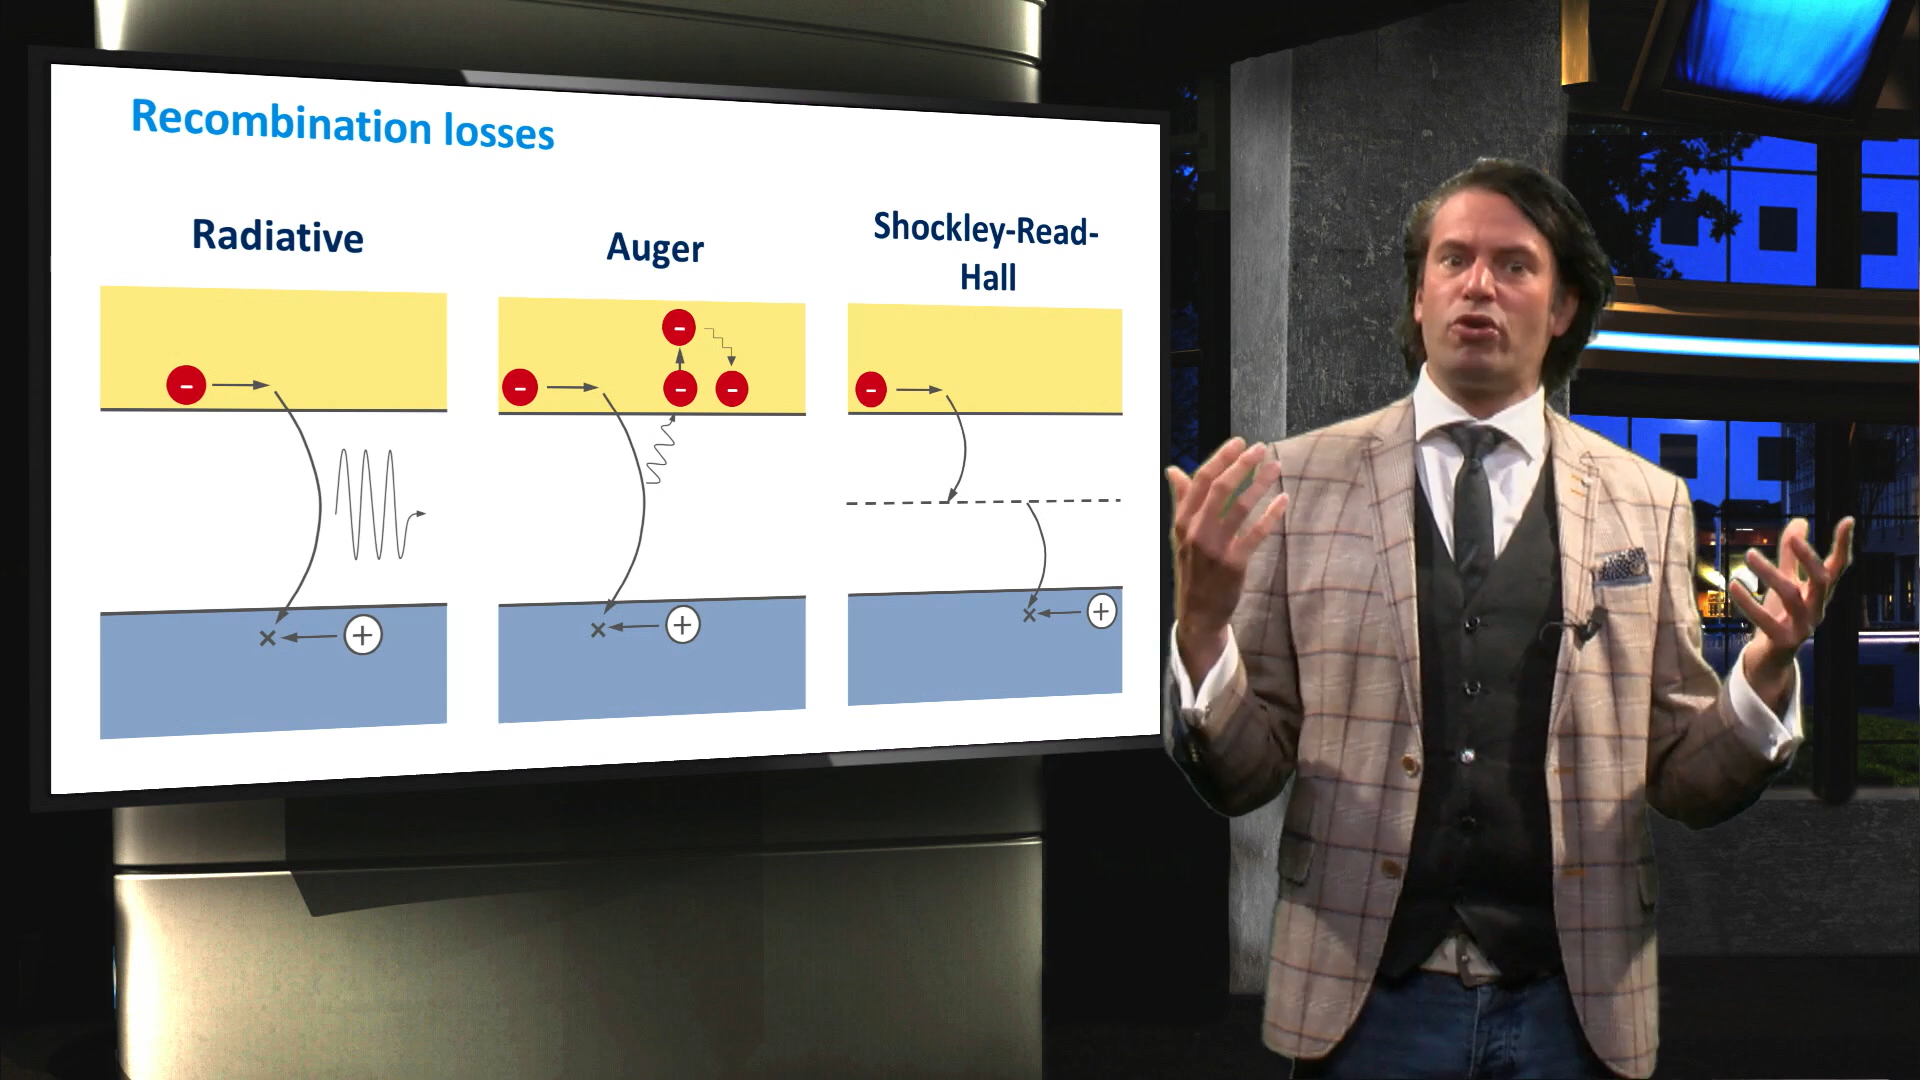 Recombination losses
Radiative
Auger
Shockley-Read-
Hall
- 
- - - -
-
× +
× +
× +